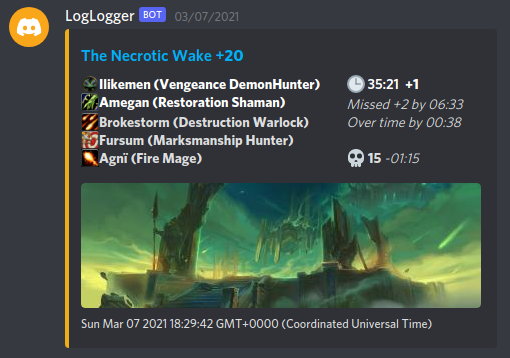 LogLogger BOT 03/07/2021
The Necrotic Wake +20
Ilikemen (Vengeance DemonHunter)
Amegan (Restoration Shaman)
Brokestorm (Destruction Warlock)
Fursum (Marksmanship Hunter)
Agnï (Fire Mage)
35:21 +1
Missed +2 by 06:33
Over time by 00:38
15 -01:15
Sun Mar 07 2021 18:29:42 GMT+0000 (Coordinated Universal Time)